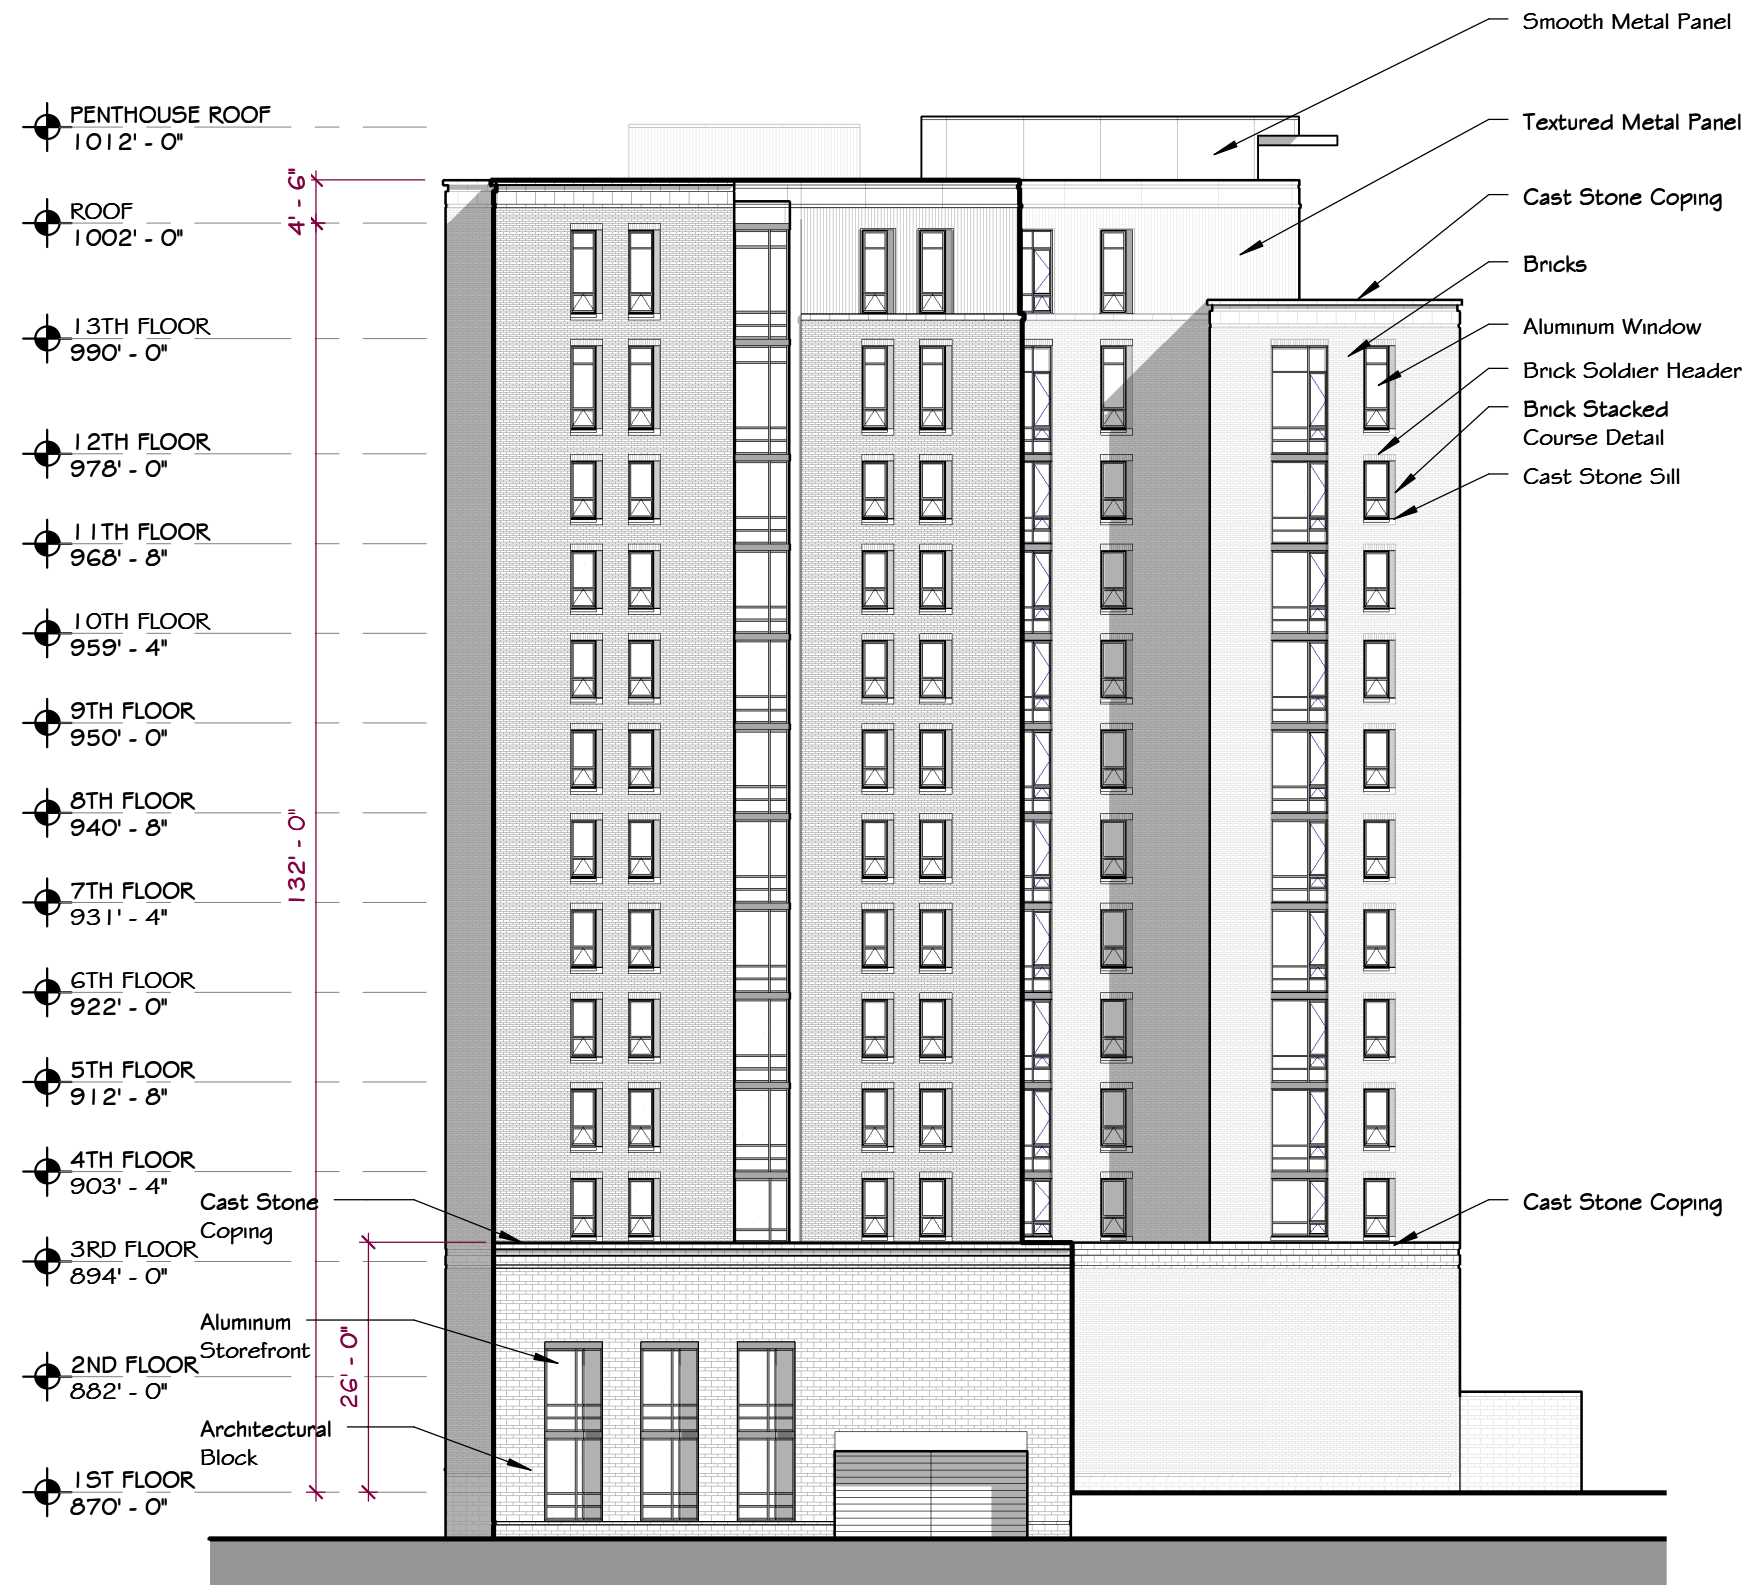 Smooth Metal Panel
PENTHOUSE ROOF
1012' - 0"
Textured Metal Panel
4' - 6"
Cast Stone Coping
ROOF
1002' - 0"
Bricks
13TH FLOOR
990' - 0"
Aluminum Window
Brick Soldier Header
Brick Stacked
Course Detail
12TH FLOOR
978' - 0"
Cast Stone Sill
11TH FLOOR
968' - 8"
10TH FLOOR
959' - 4"
9TH FLOOR
950' - 0"
8TH FLOOR
940' - 8"
132' - 0"
7TH FLOOR
931' - 4"
6TH FLOOR
922' - 0"
5TH FLOOR
912' - 8"
4TH FLOOR
903' - 4"
Cast Stone
Coping
Cast Stone Coping
3RD FLOOR
894' - 0"
Aluminum
Storefront
26' - 0"
2ND FLOOR
882' - 0"
Architectural
Block
1ST FLOOR
870' - 0"